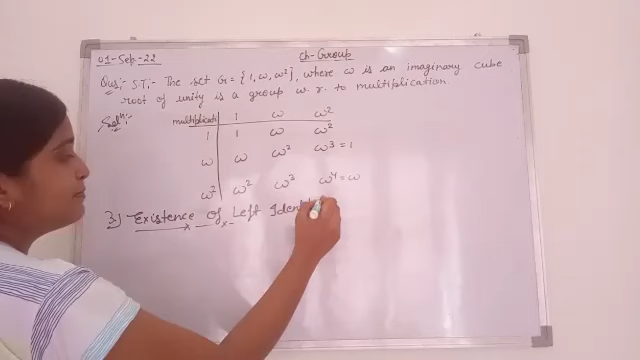 01-Sep-22
Ch-Group
Ques:- S.T:- The set G = {1, ω, ω²}, where ω is an imaginary cube
root of unity is a group w.r. to multiplication.
Solⁿ:-
multiplicati 1 ω ω²
1 1 ω ω²
ω ω ω² ω³ = 1
ω² ω² ω³ ω⁴ = ω
3) Existence of Left Ident